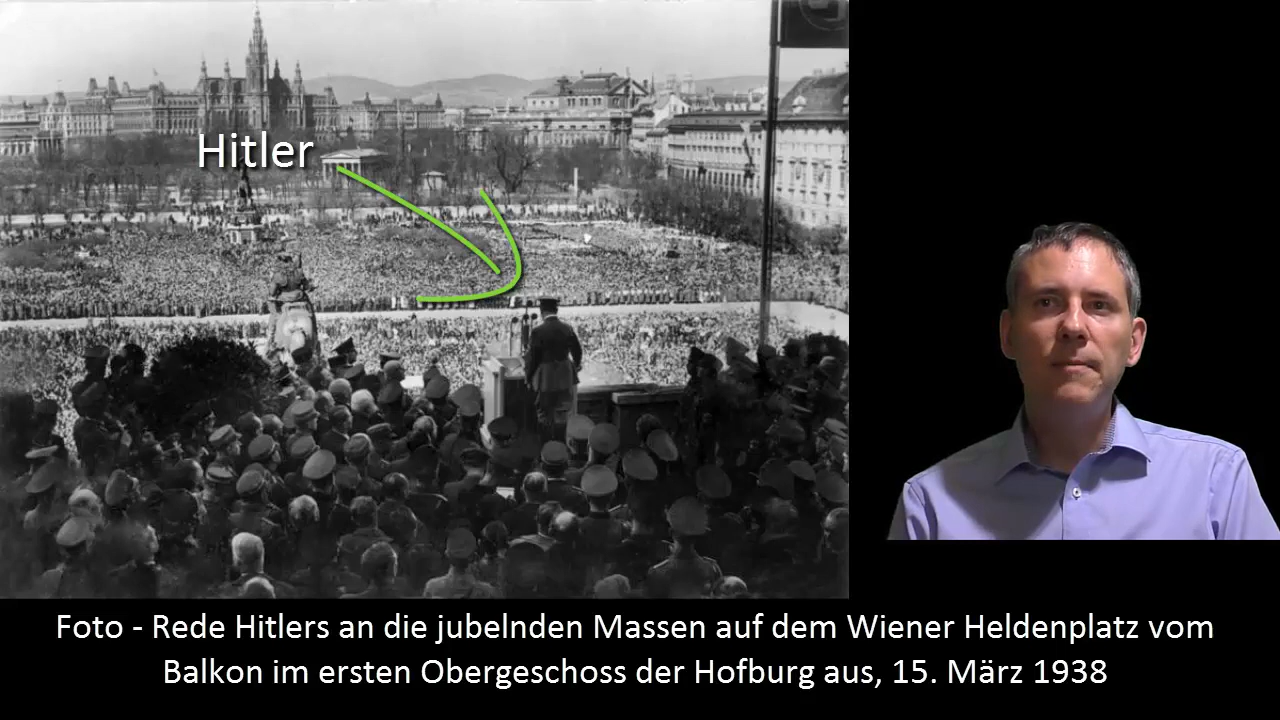 Hitler
Foto - Rede Hitlers an die jubelnden Massen auf dem Wiener Heldenplatz vom
Balkon im ersten Obergeschoss der Hofburg aus, 15. März 1938